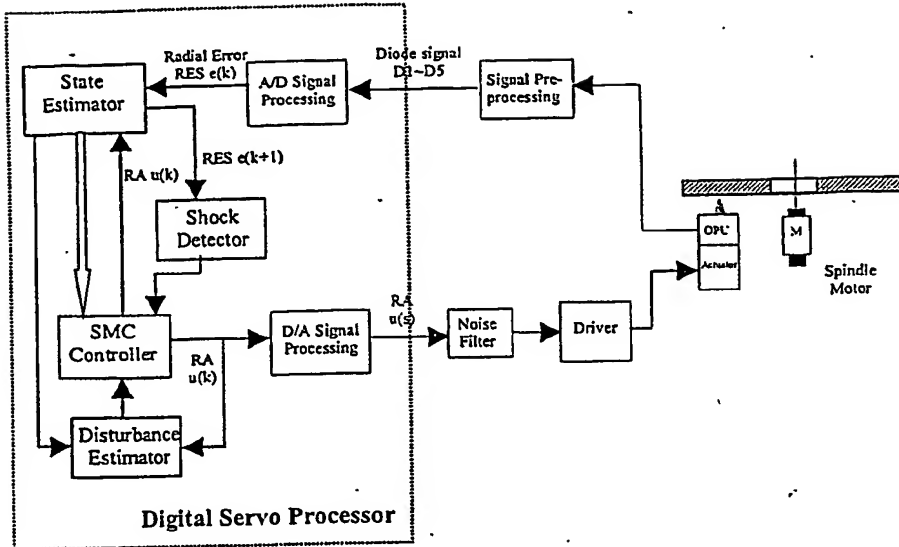 Radial Error
RES e(k)
Diode signal
D1~D5
State
Estimator
A/D Signal
Processing
Signal Pre-
processing
RES e(k+1)
RA u(k)
Shock
Detector
OPU
M
Actuator
Spindle
Motor
SMC
Controller
RA
u(k)
D/A Signal
Processing
RA
u(s)
Noise
Filter
Driver
Disturbance
Estimator
Digital Servo Processor